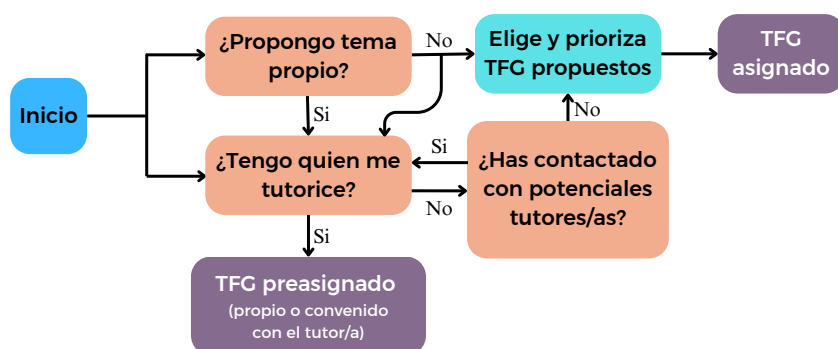 Inicio
¿Propongo tema
propio?
No
Si
Elige y prioriza
TFG propuestos
TFG
asignado
¿Tengo quien me
tutorice?
Si
No
¿Has contactado
con potenciales
tutores/as?
No
Si
TFG preasignado
(propio o convenido
con el tutor/a)